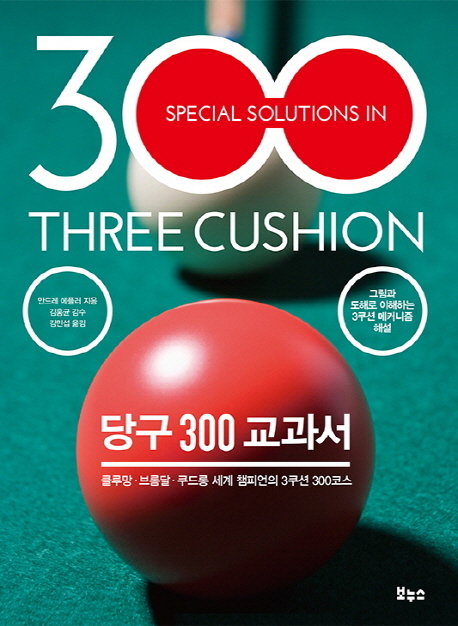 300
SPECIAL SOLUTIONS IN
THREE CUSHION
안드레 에플러 지음
김홍균 감수
김민섭 옮김
그림과
도해로 이해하는
3쿠션 메커니즘
해설
당구 300 교과서
클루망·브롬달·쿠드롱 세계 챔피언의 3쿠션 300코스
보누스